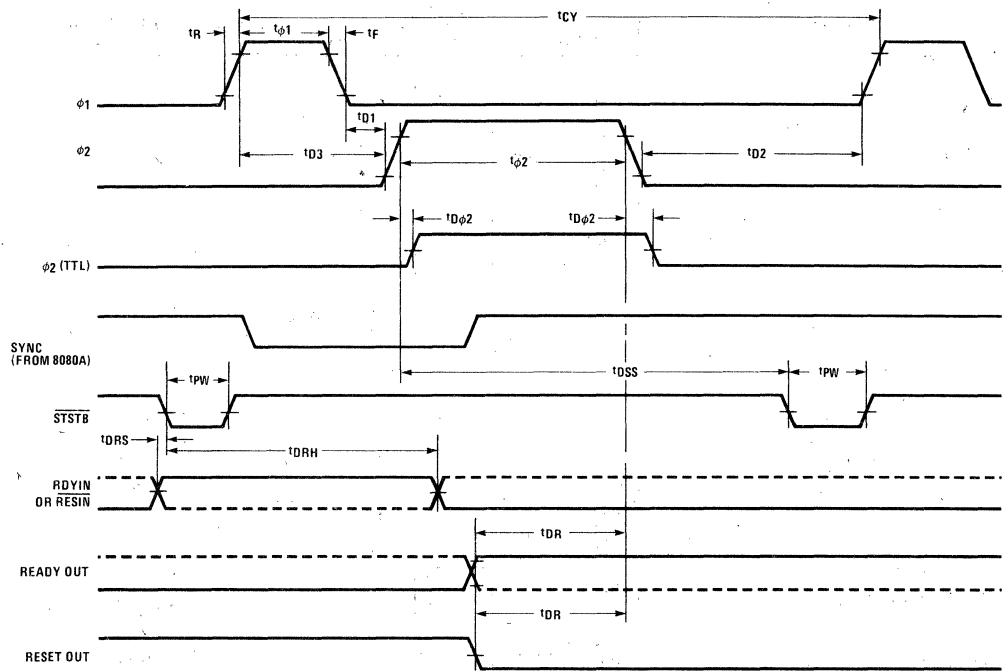 tCY
tR
tϕ1
tF
ϕ1
tD1
ϕ2
tD3
tϕ2
tD2
tDϕ2
tDϕ2
ϕ2 (TTL)
SYNC
(FROM 8080A)
tDSS
tPW
tPW
STSTB
tDRS
tDRH
RDYIN
OR RESIN
tDR
READY OUT
tDR
RESET OUT